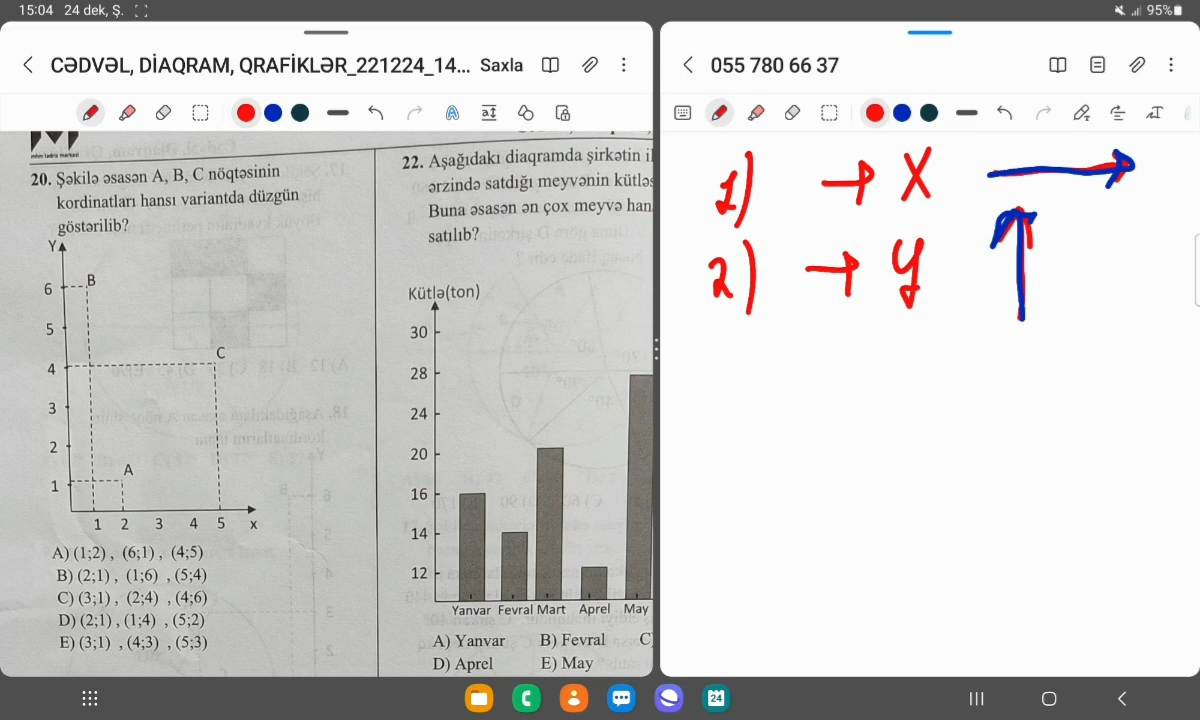 15:04 24 dek, Ş. 95%
CƏDVƏL, DİAQRAM, QRAFİKLƏR_221224_14... Saxla
20. Şəkilə əsasən A, B, C nöqtəsinin
kordinatları hansı variantda düzgün
göstərilib?
Y
6
B
5
4
C
3
2
1
A
1 2 3 4 5 x
A) (1;2) , (6;1) , (4;5)
B) (2;1) , (1;6) , (5;4)
C) (3;1) , (2;4) , (4;6)
D) (2;1) , (1;4) , (5;2)
E) (3;1) , (4;3) , (5;3)
22. Aşağıdakı diaqramda şirkətin
ərzində satdığı meyvənin kütləs
Buna əsasən ən çox meyvə han
satılıb?
Kütlə(ton)
30
28
24
20
16
14
12
Yanvar Fevral Mart Aprel May
A) Yanvar B) Fevral C)
D) Aprel E) May
055 780 66 37
1) → X
2) → y
24